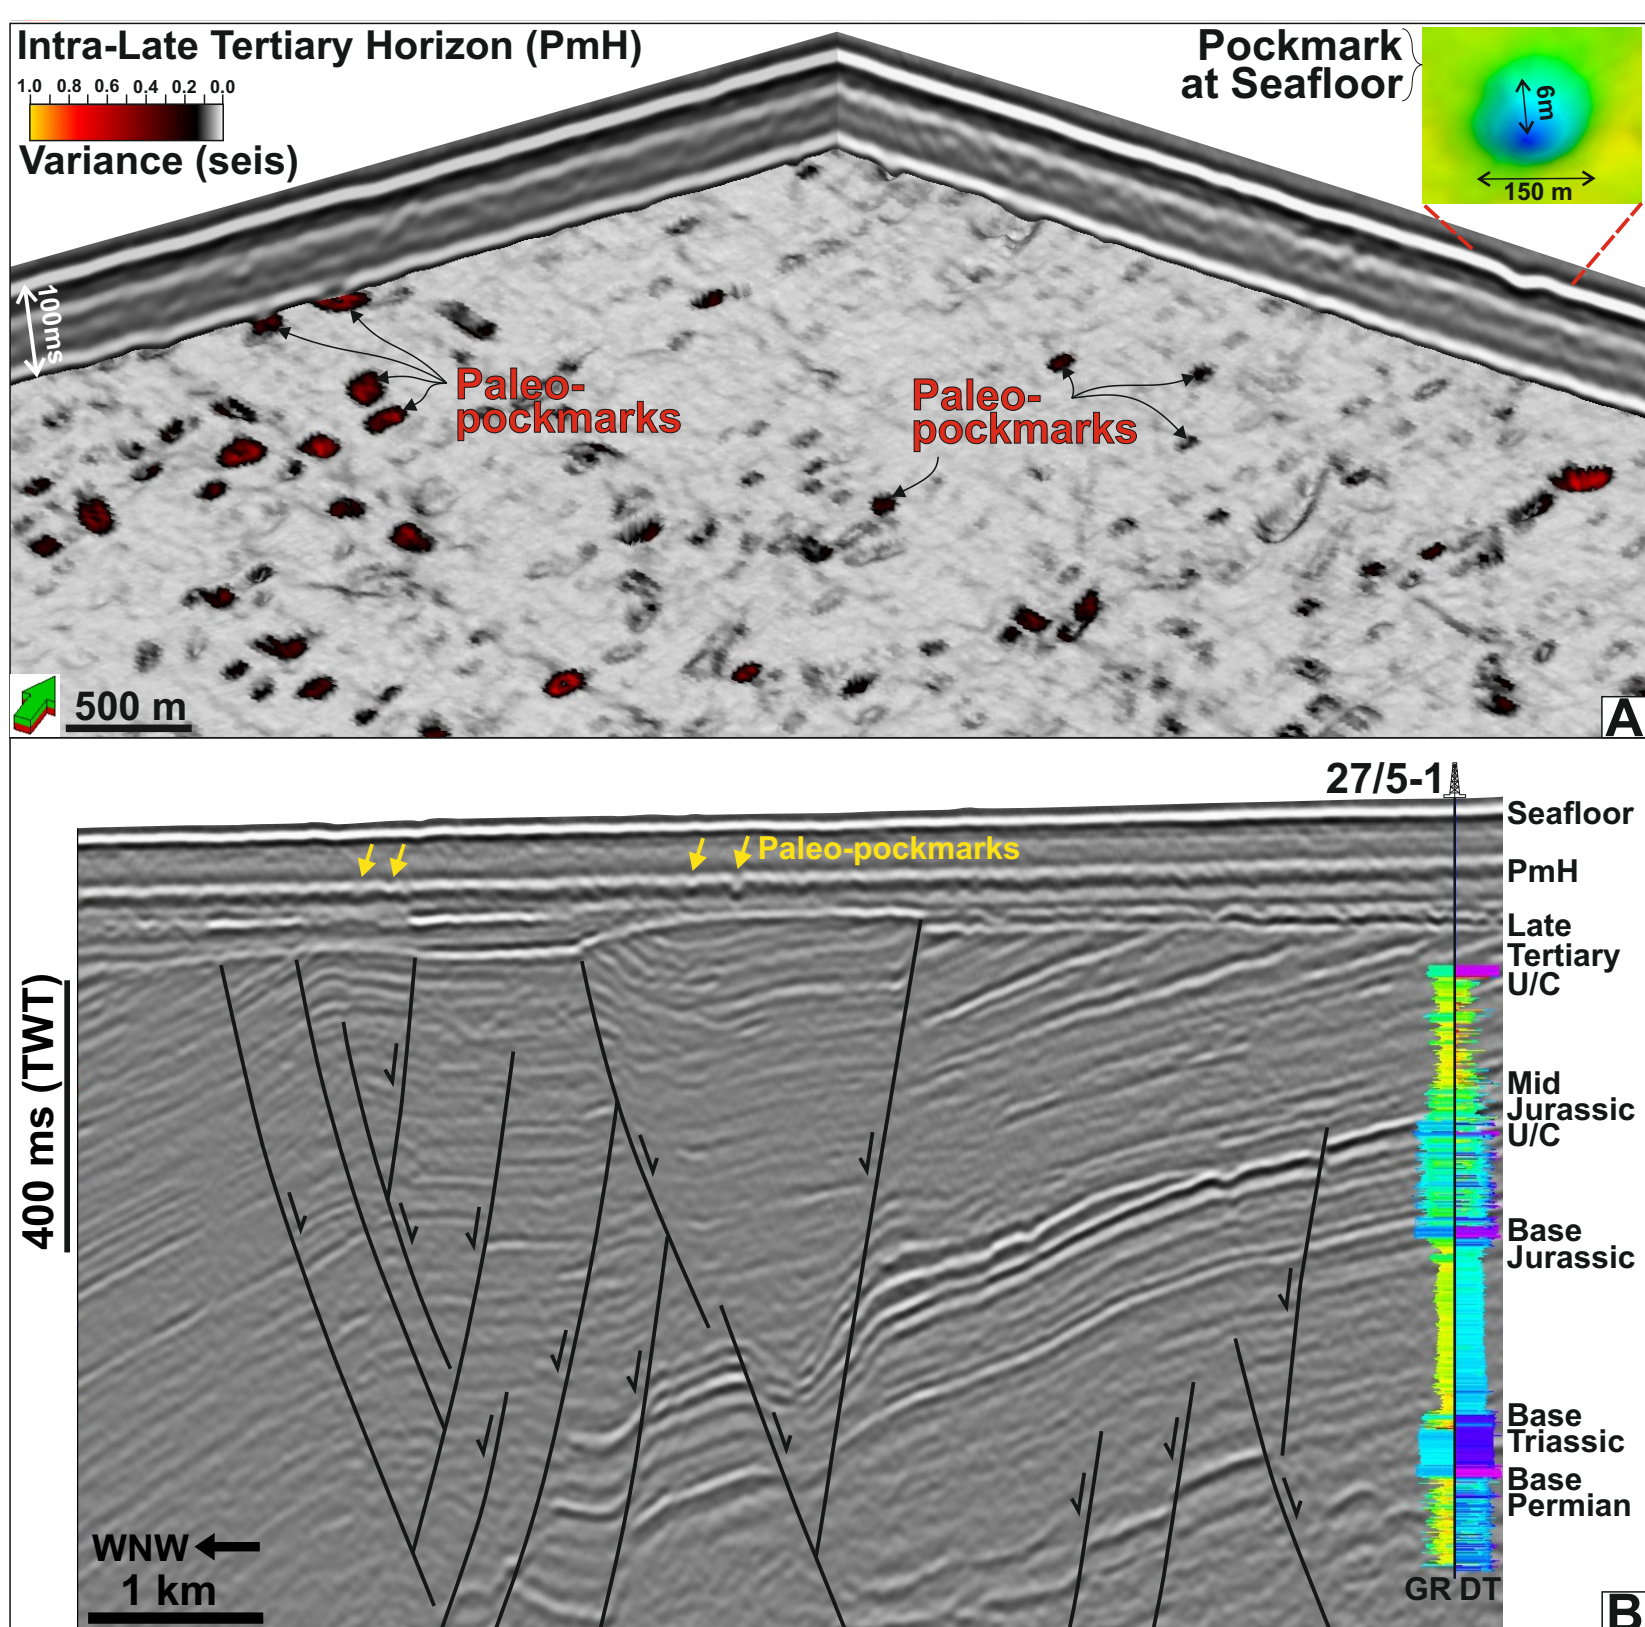 Intra-Late Tertiary Horizon (PmH)
1.0 0.8 0.6 0.4 0.2 0.0
Variance (seis)
Pockmark
at Seafloor
6m
150 m
100ms
Paleo-
pockmarks
Paleo-
pockmarks
500 m
A
27/5-1
Seafloor
Paleo-pockmarks
PmH
Late
Tertiary
U/C
400 ms (TWT)
Mid
Jurassic
U/C
Base
Jurassic
Base
Triassic
Base
Permian
WNW
1 km
GR DT
B